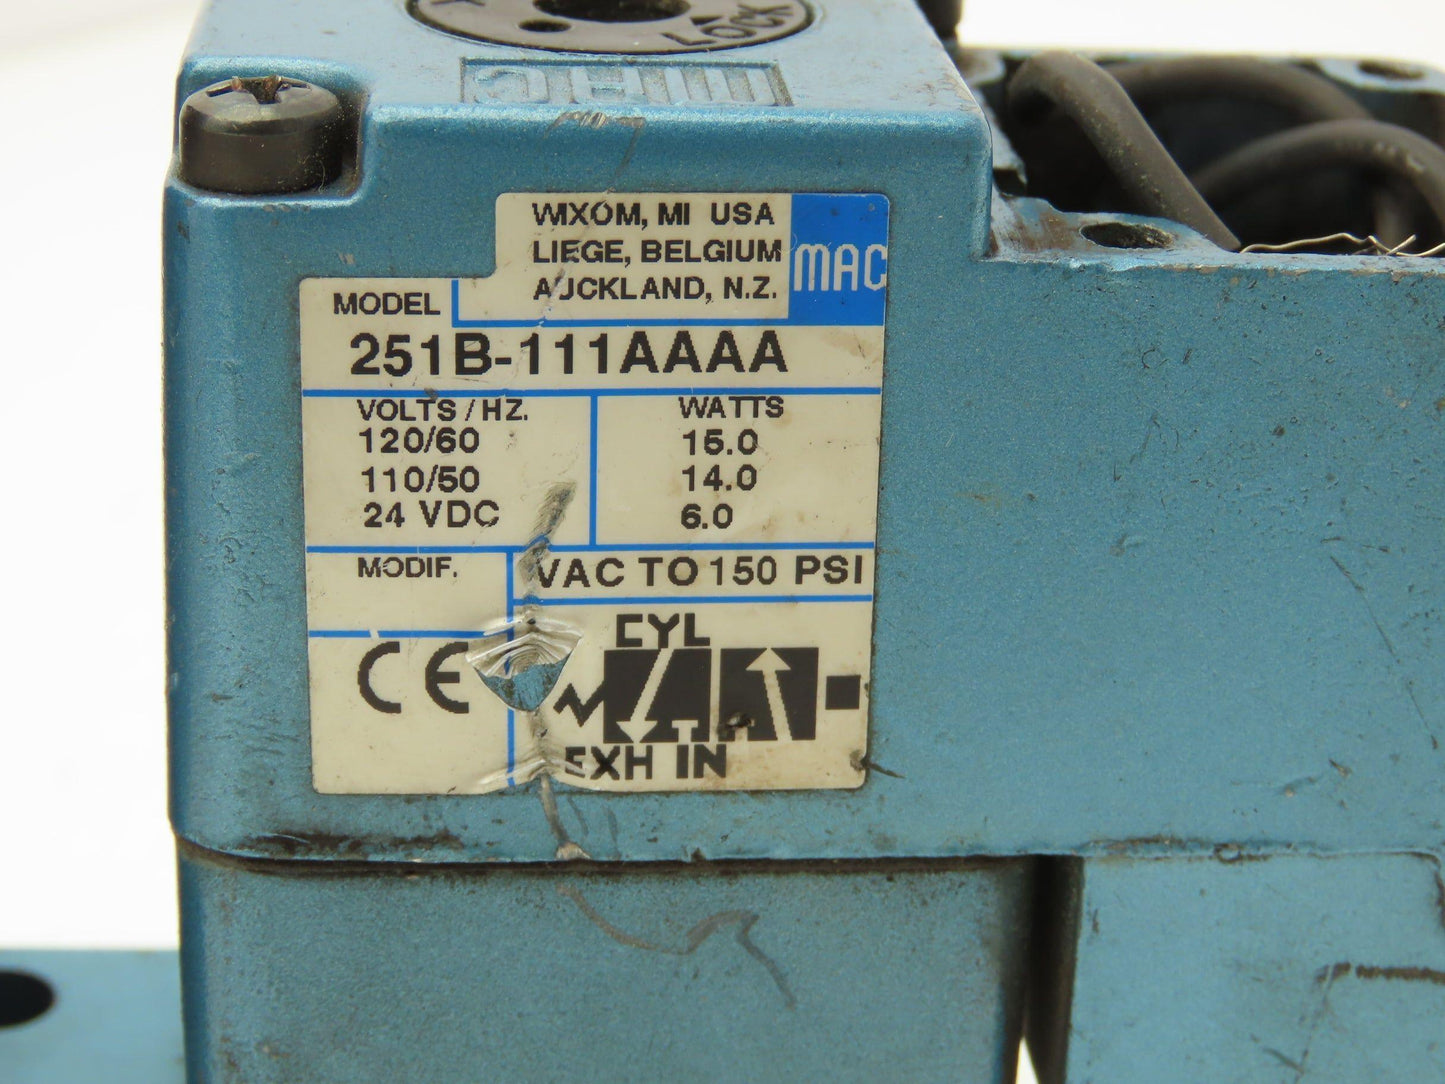 LOCK
MAC
WIXOM, MI USA
LIEGE, BELGIUM
AUCKLAND, N.Z.
MAC
MODEL
251B-111AAAA
VOLTS/HZ.
WATTS
120/60
15.0
110/50
14.0
24 VDC
6.0
MODIF.
VAC TO 150 PSI
CE
CYL
EXH IN